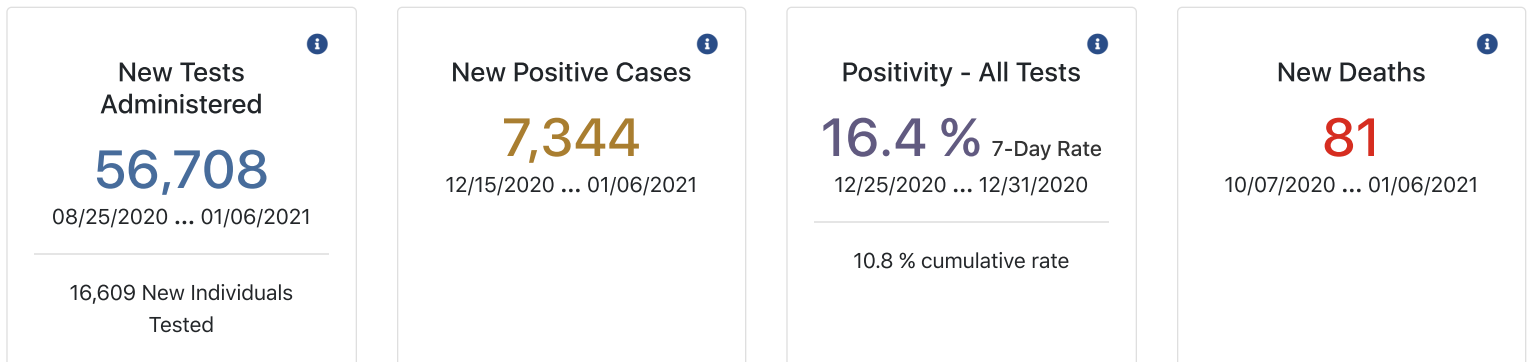 New Tests
Administered
56,708
08/25/2020 ... 01/06/2021
16,609 New Individuals
Tested
New Positive Cases
7,344
12/15/2020 ... 01/06/2021
Positivity - All Tests
16.4 % 7-Day Rate
12/25/2020 ... 12/31/2020
10.8 % cumulative rate
New Deaths
81
10/07/2020 ... 01/06/2021